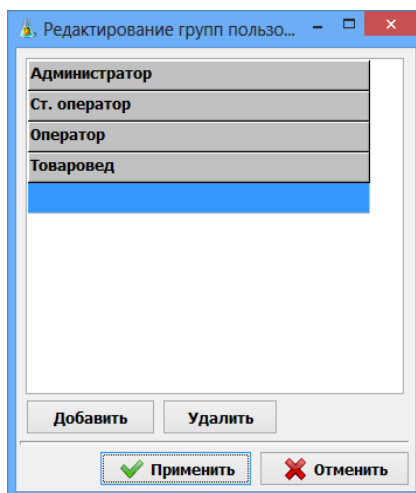 Редактирование групп пользо...
Администратор
Ст. оператор
Оператор
Товаровед
Добавить Удалить
Применить Отменить